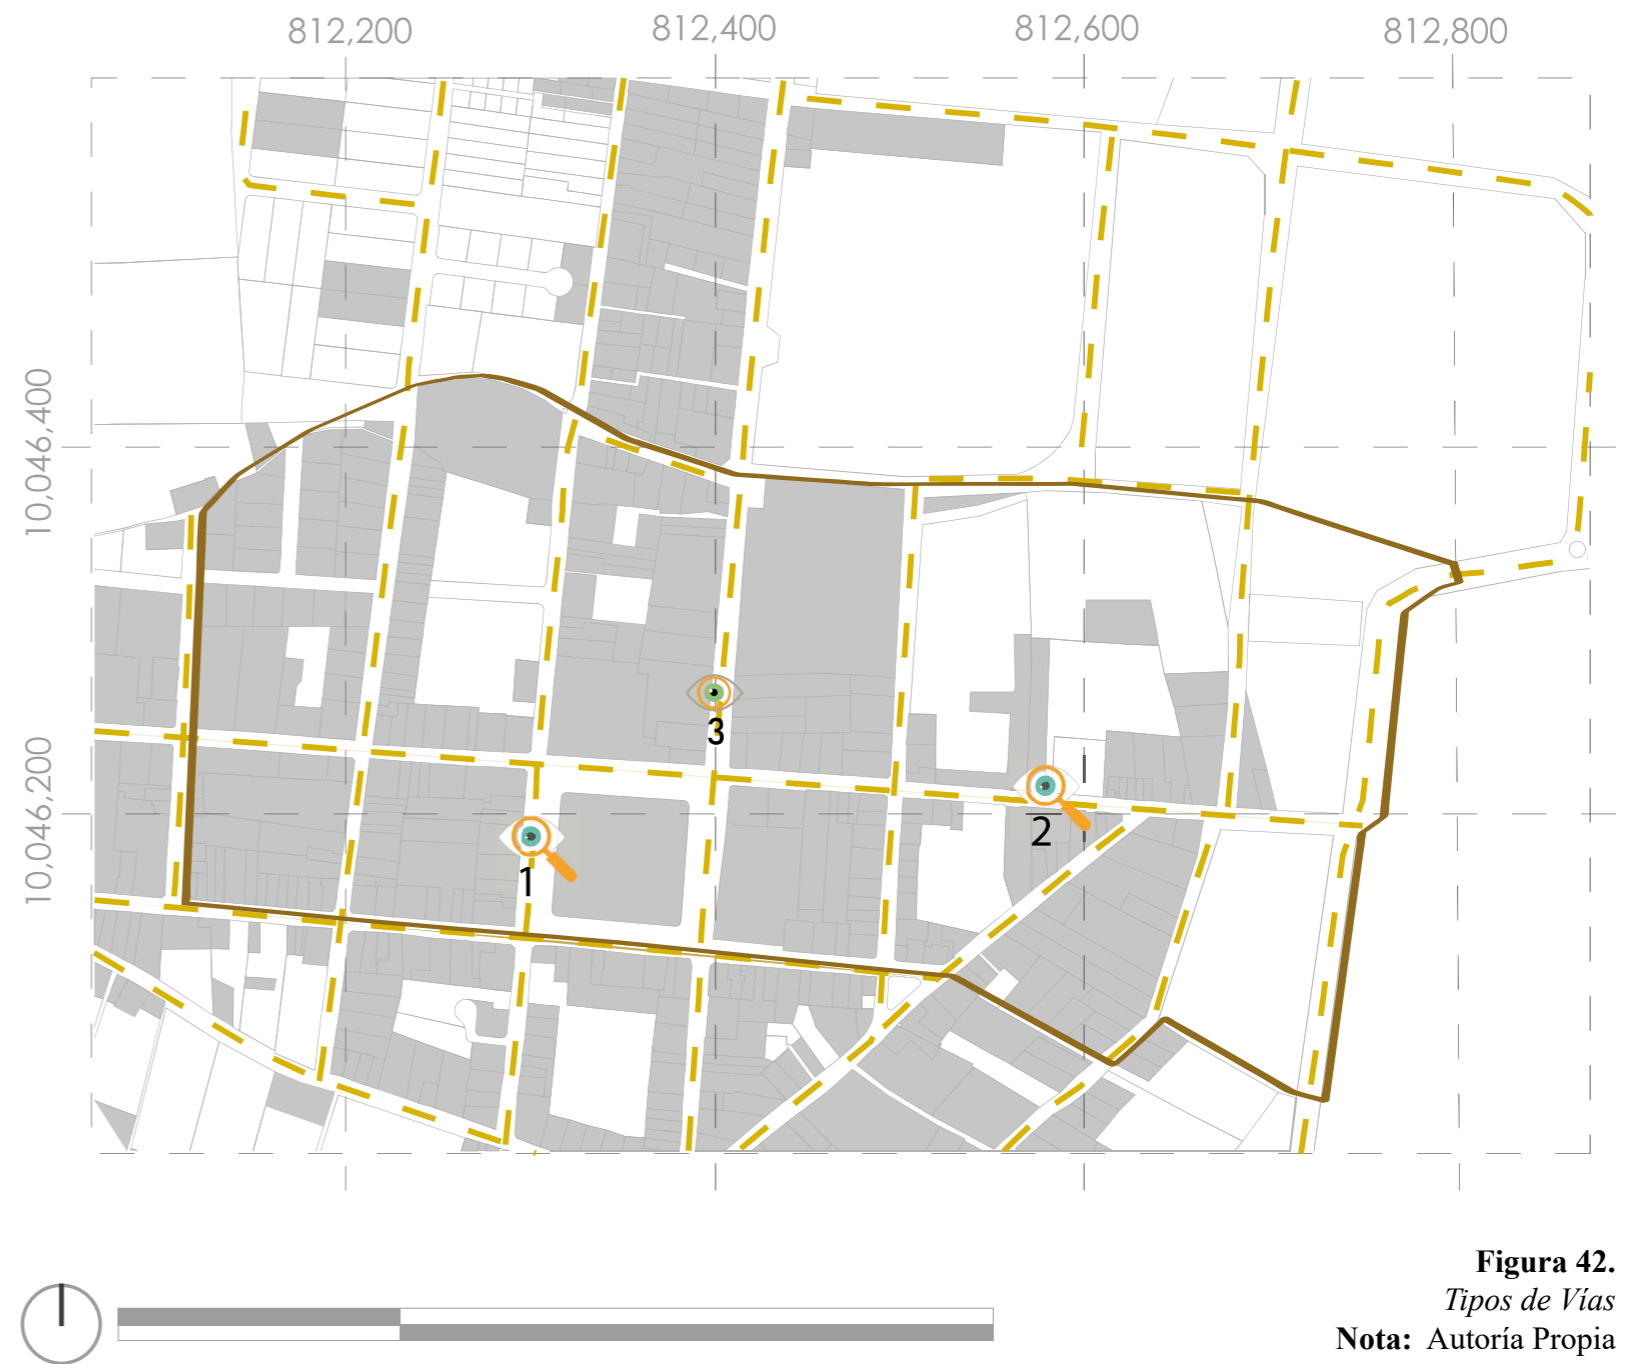 812,200 812,400 812,600 812,800
10,046,400
10,046,200
3
2
1
Figura 42.
Tipos de Vías
Nota: Autoría Propia